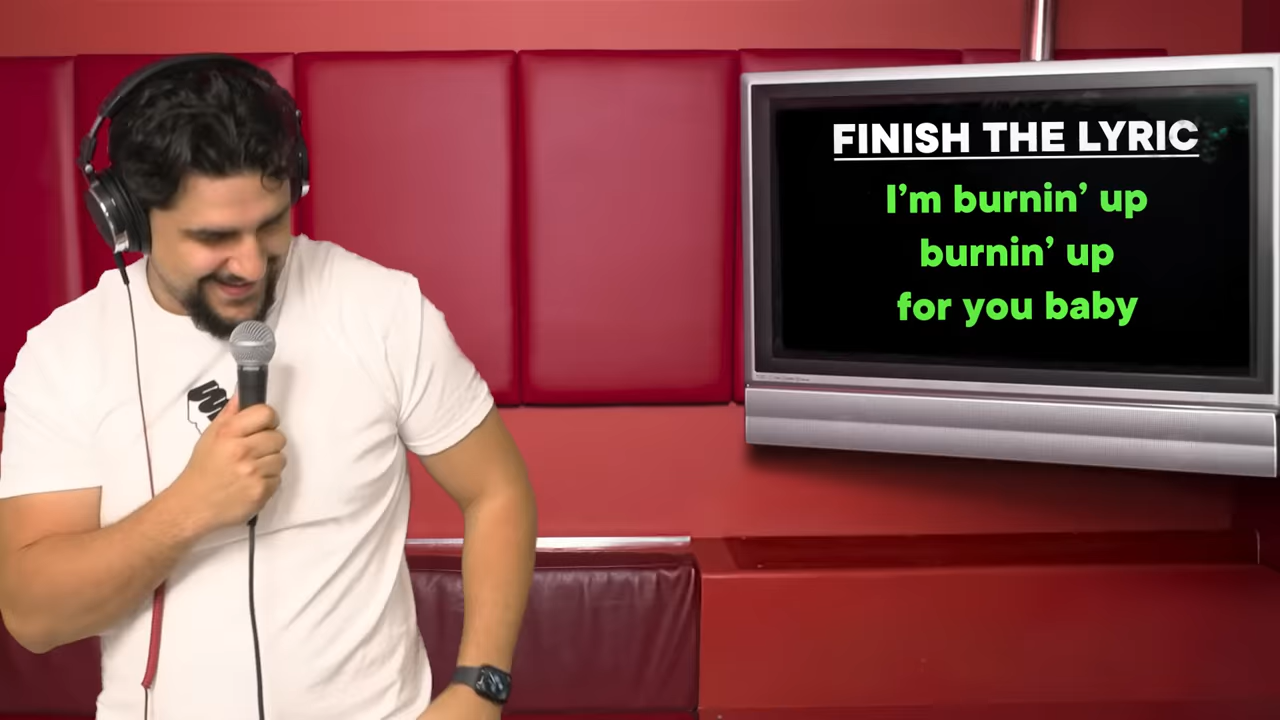 FINISH THE LYRIC
I'm burnin' up
burnin' up
for you baby